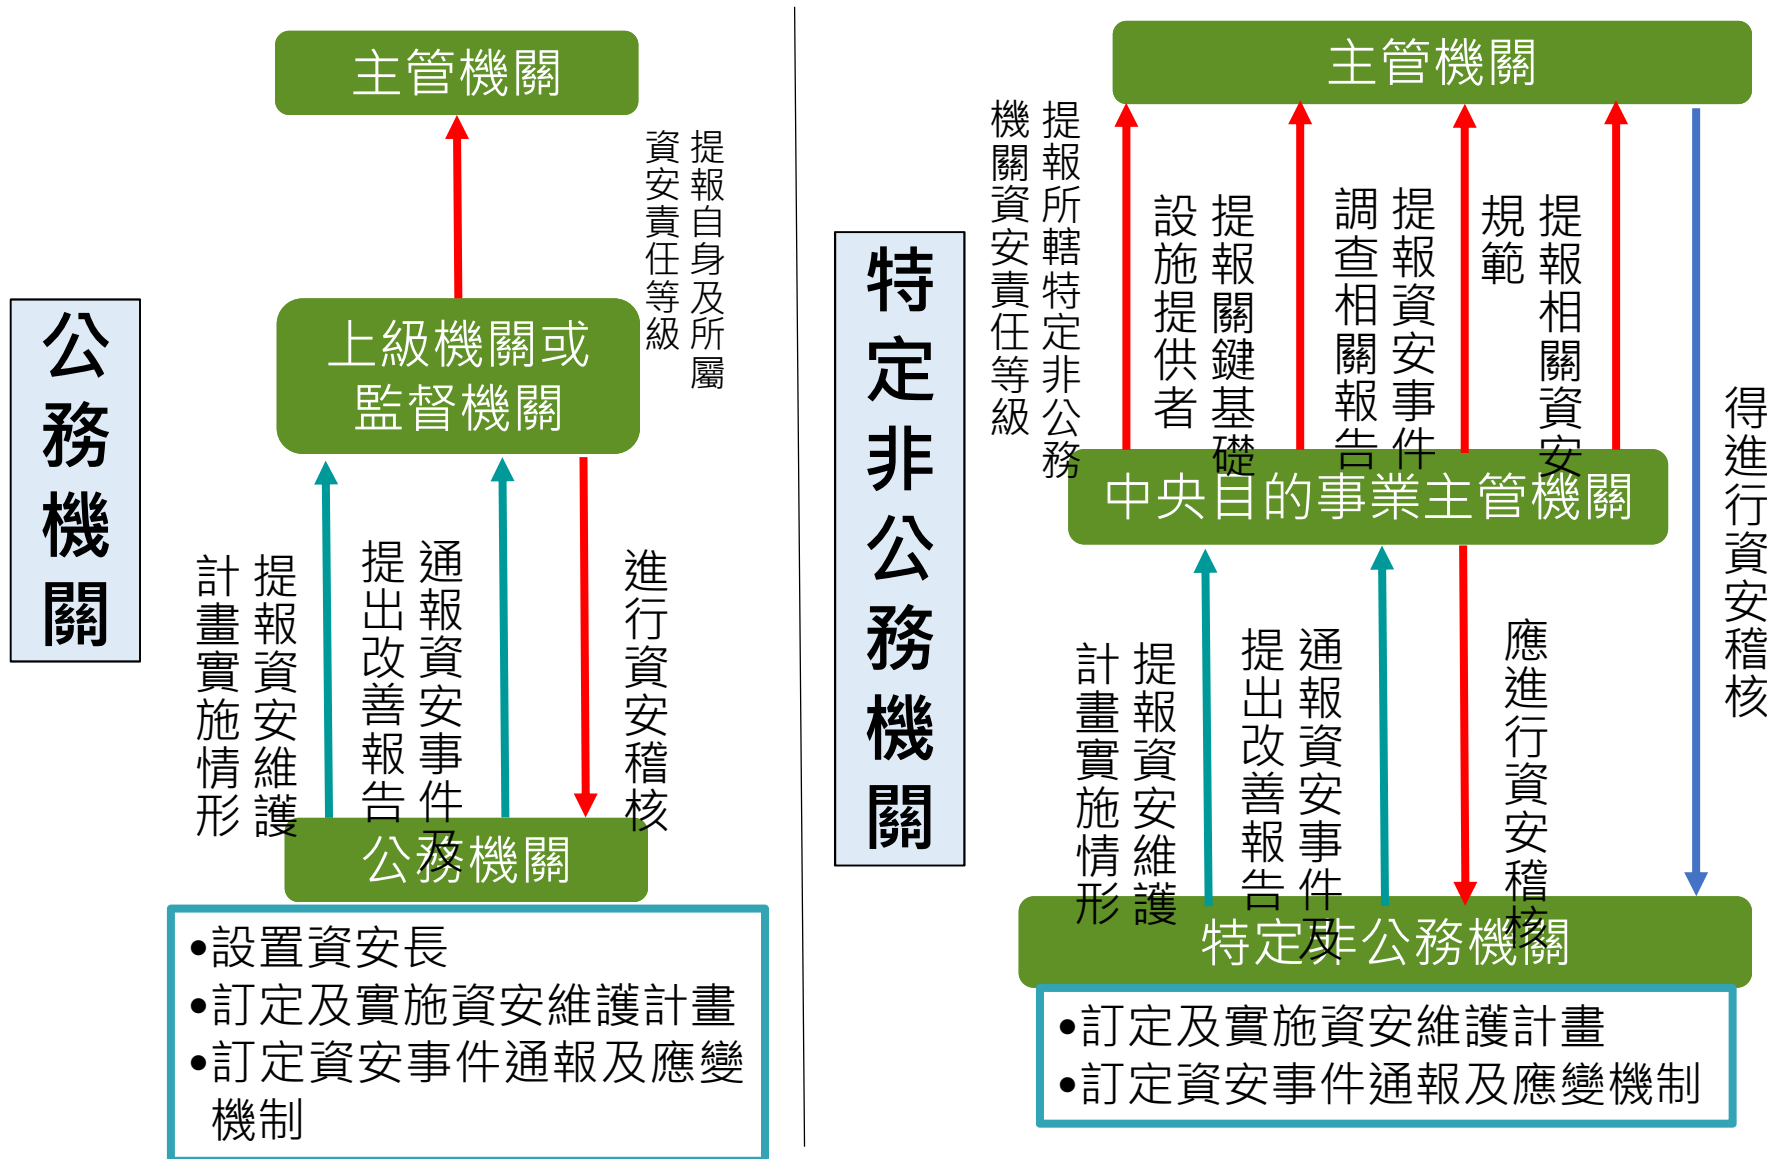 公務機關
主管機關
提報自身及所屬
資安責任等級
上級機關或
監督機關
提報資安維護
計畫實施情形
通報資安事件及
提出改善報告
進行資安稽核
公務機關
•設置資安長
•訂定及實施資安維護計畫
•訂定資安事件通報及應變
機制
特定非公務機關
主管機關
提報所轄特定非公務
機關資安責任等級
提報關鍵基礎
設施提供者
提報資安事件
調查相關報告
提報相關資安
規範
得進行資安稽核
中央目的事業主管機關
提報資安維護
計畫實施情形
通報資安事件及
提出改善報告
應進行資安稽核
特定非公務機關
•訂定及實施資安維護計畫
•訂定資安事件通報及應變機制